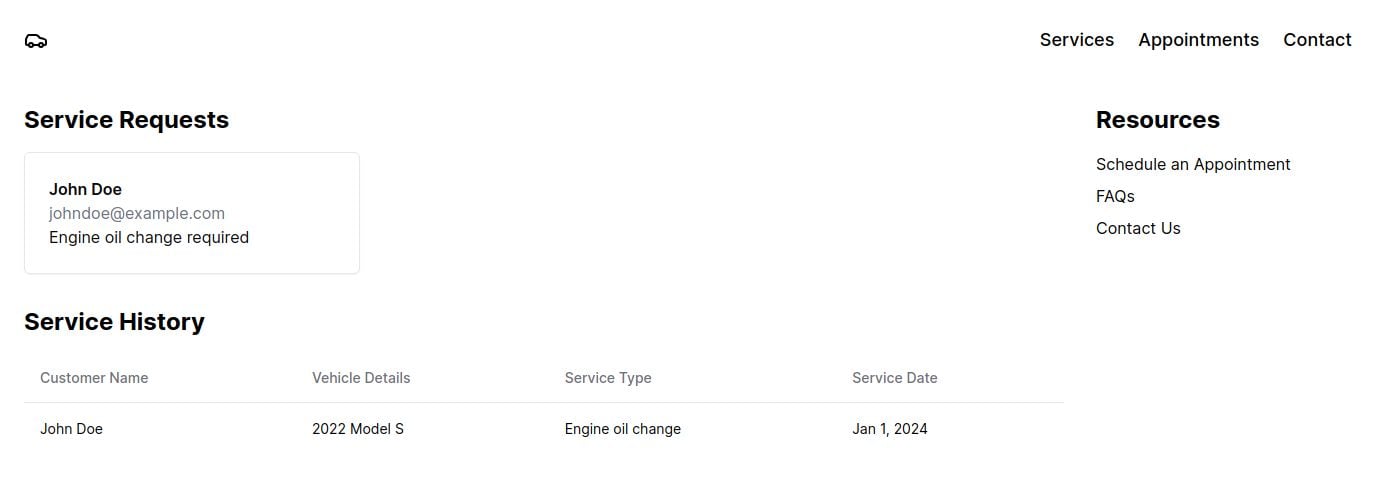 Services Appointments Contact
Service Requests
John Doe
johndoe@example.com
Engine oil change required
Service History
Customer Name Vehicle Details Service Type Service Date
John Doe 2022 Model S Engine oil change Jan 1, 2024
Resources
Schedule an Appointment
FAQs
Contact Us